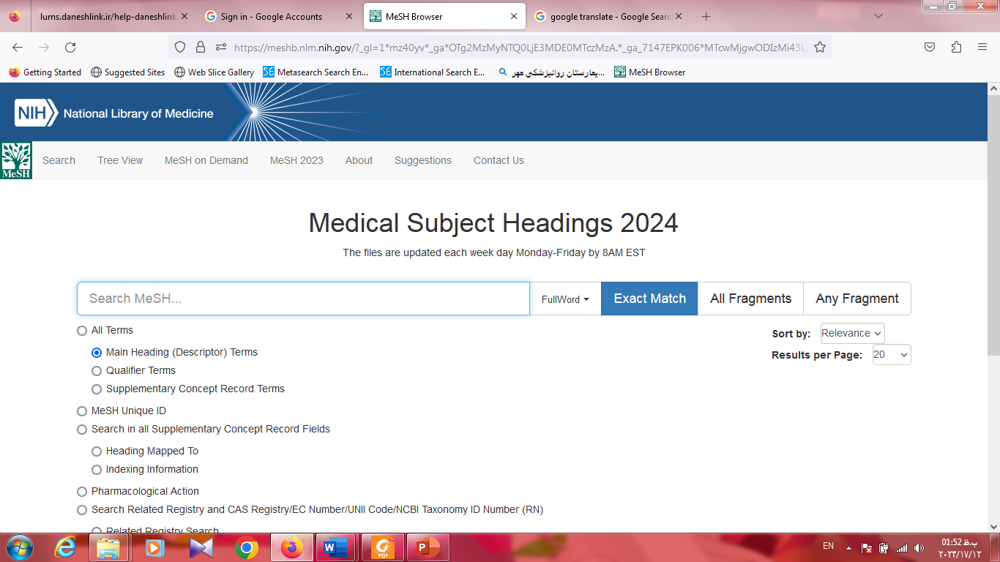 lums.daneshlink.ir/help-daneshlink
Sign in - Google Accounts
MeSH Browser
google translate - Google Searc
https://meshb.nlm.nih.gov/?_gl=1*mz40yv*_ga*OTg2MzMyNTQ0LjE3MDE0MTczMzA.*_ga_7147EPK006*MTcwMjgwODIzMi43L
Getting Started
Suggested Sites
Web Slice Gallery
Metasearch Search En...
International Search E...
بیمارستان روانپزشکی مهر...
MeSH Browser
NIH National Library of Medicine
MeSH
Search
Tree View
MeSH on Demand
MeSH 2023
About
Suggestions
Contact Us
Medical Subject Headings 2024
The files are updated each week day Monday-Friday by 8AM EST
Search MeSH...
FullWord
Exact Match
All Fragments
Any Fragment
All Terms
Sort by: Relevance
Main Heading (Descriptor) Terms
Results per Page: 20
Qualifier Terms
Supplementary Concept Record Terms
MeSH Unique ID
Search in all Supplementary Concept Record Fields
Heading Mapped To
Indexing Information
Pharmacological Action
Search Related Registry and CAS Registry/EC Number/UNII Code/NCBI Taxonomy ID Number (RN)
Related Registry Search
W
PDF
P
EN
01:52 ب.ظ
۲۰۲۳/۱۷/۱۲